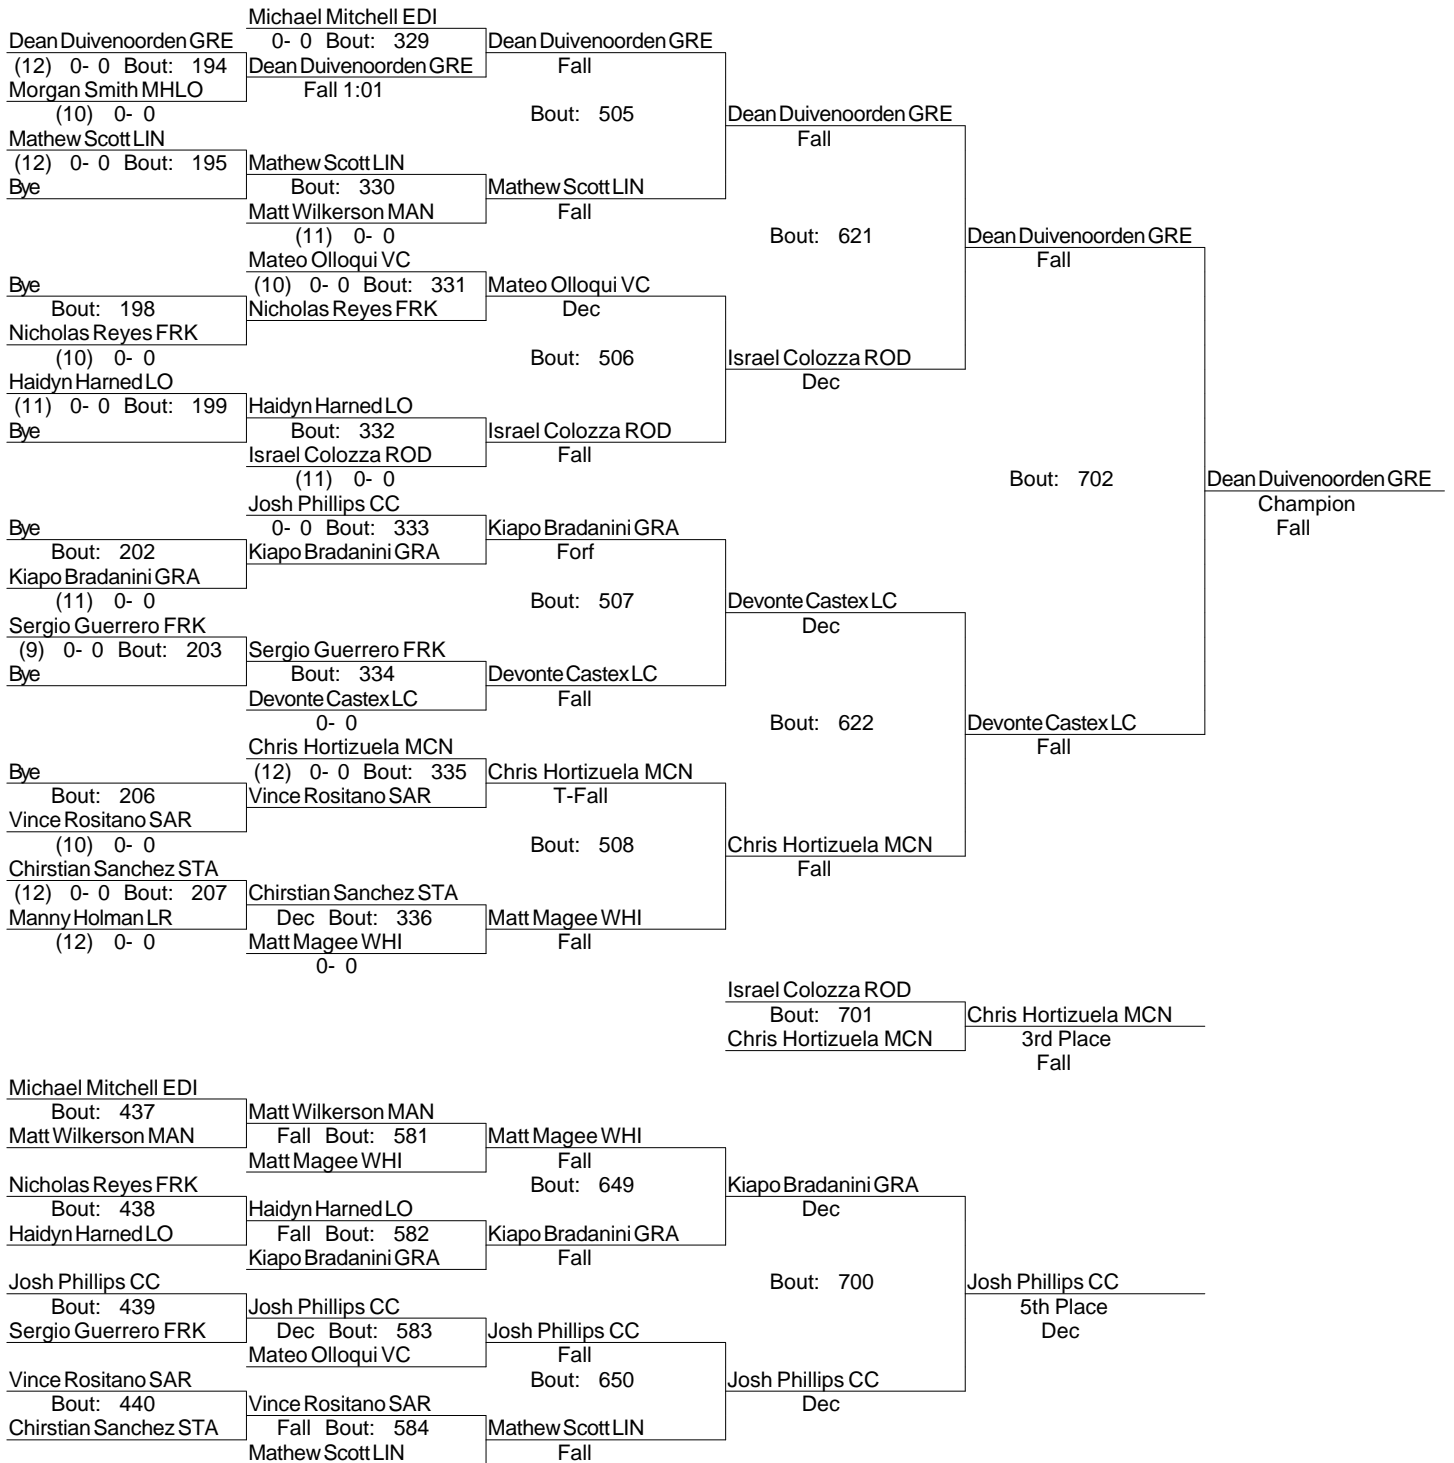 Michael Mitchell EDI
Dean Duivenoorden GRE 0- 0 Bout: 329 Dean Duivenoorden GRE
(12) 0- 0 Bout: 194 Dean Duivenoorden GRE Fall
Morgan Smith MHLO Fall 1:01
(10) 0- 0 Bout: 505 Dean Duivenoorden GRE
Mathew Scott LIN Fall
(12) 0- 0 Bout: 195 Mathew Scott LIN
Bye Bout: 330 Mathew Scott LIN
Matt Wilkerson MAN Fall
(11) 0- 0 Bout: 621 Dean Duivenoorden GRE
Mateo Olloqui VC Fall
Bye (10) 0- 0 Bout: 331 Mateo Olloqui VC
Bout: 198 Nicholas Reyes FRK Dec
Nicholas Reyes FRK
(10) 0- 0 Bout: 506 Israel Colozza ROD
Haidyn Harned LO Dec
(11) 0- 0 Bout: 199 Haidyn Harned LO
Bye Bout: 332 Israel Colozza ROD
Israel Colozza ROD Fall
(11) 0- 0 Bout: 702 Dean Duivenoorden GRE
Josh Phillips CC Champion
Bye 0- 0 Bout: 333 Kiapo Bradanini GRA Fall
Bout: 202 Kiapo Bradanini GRA Forf
Kiapo Bradanini GRA
(11) 0- 0 Bout: 507 Devonte Castex LC
Sergio Guerrero FRK Dec
(9) 0- 0 Bout: 203 Sergio Guerrero FRK
Bye Bout: 334 Devonte Castex LC
Devonte Castex LC Fall
0- 0 Bout: 622 Devonte Castex LC
Chris Hortizuela MCN Fall
Bye (12) 0- 0 Bout: 335 Chris Hortizuela MCN
Bout: 206 Vince Rositano SAR T-Fall
Vince Rositano SAR
(10) 0- 0 Bout: 508 Chris Hortizuela MCN
Chirstian Sanchez STA Fall
(12) 0- 0 Bout: 207 Chirstian Sanchez STA
Manny Holman LR Dec Bout: 336 Matt Magee WHI
(12) 0- 0 Matt Magee WHI Fall
0- 0
Israel Colozza ROD
Bout: 701 Chris Hortizuela MCN
Chris Hortizuela MCN 3rd Place
Fall
Michael Mitchell EDI
Bout: 437 Matt Wilkerson MAN
Matt Wilkerson MAN Fall Bout: 581 Matt Magee WHI
Matt Magee WHI Fall
Nicholas Reyes FRK Bout: 649 Kiapo Bradanini GRA
Bout: 438 Haidyn Harned LO Dec
Haidyn Harned LO Fall Bout: 582 Kiapo Bradanini GRA
Kiapo Bradanini GRA Fall
Josh Phillips CC Bout: 700 Josh Phillips CC
Bout: 439 Josh Phillips CC 5th Place
Sergio Guerrero FRK Dec Bout: 583 Josh Phillips CC Dec
Mateo Olloqui VC Fall
Vince Rositano SAR Bout: 650 Josh Phillips CC
Bout: 440 Vince Rositano SAR Dec
Chirstian Sanchez STA Fall Bout: 584 Mathew Scott LIN
Mathew Scott LIN Fall